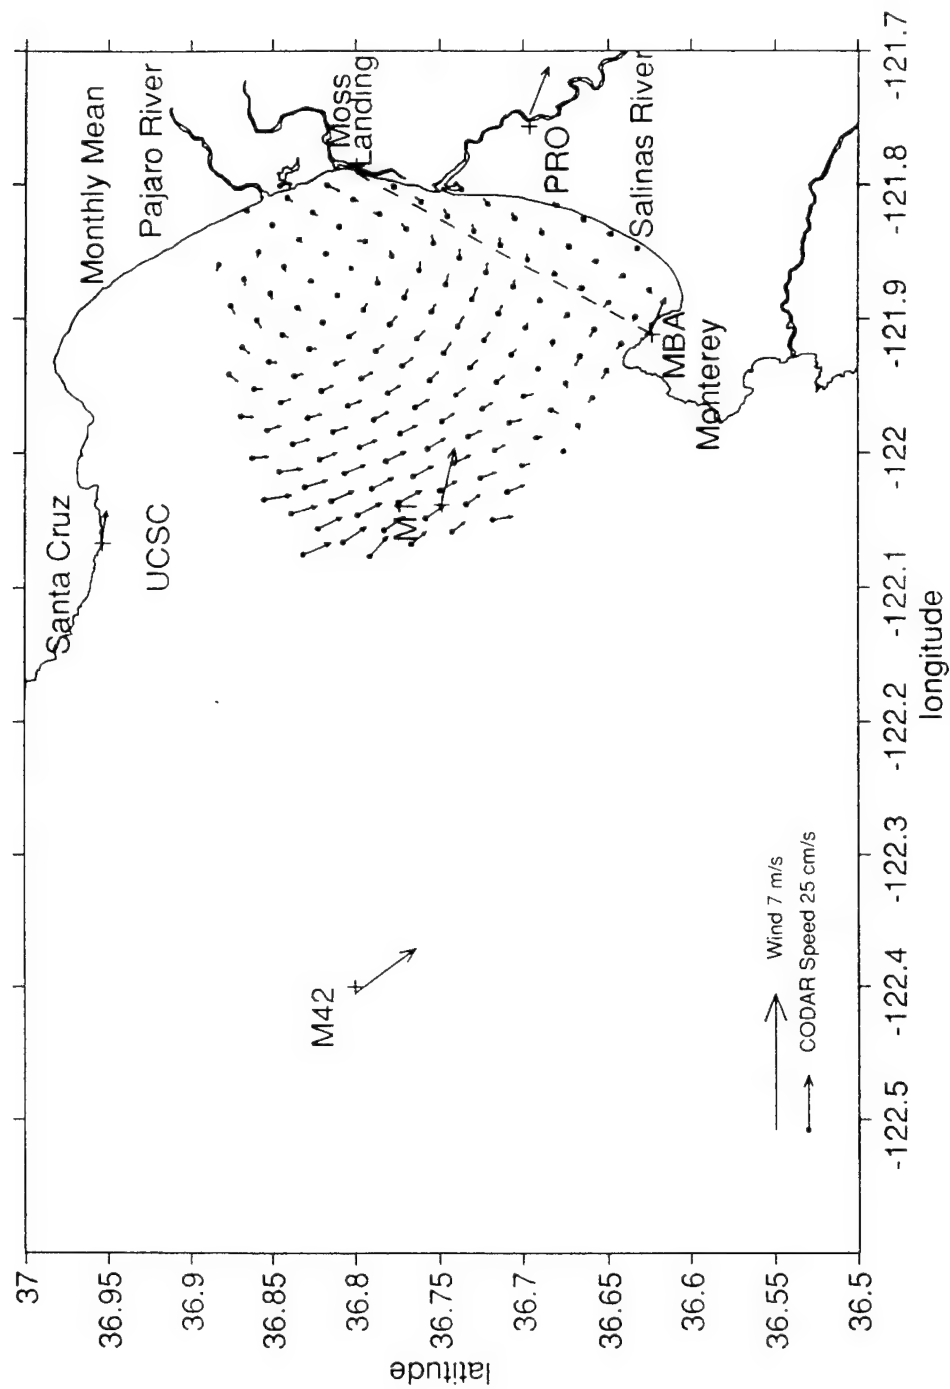 Monthly Mean
Santa Cruz
UCSC
Pajaro River
Moss
Landing
M42
M1
PRO
Salinas River
MBA
Monterey
Wind 7 m/s
CODAR Speed 25 cm/s
latitude
37
36.95
36.9
36.85
36.8
36.75
36.7
36.65
36.6
36.55
36.5
-122.5
-122.4
-122.3
-122.2
-122.1
-122
-121.9
-121.8
-121.7
longitude